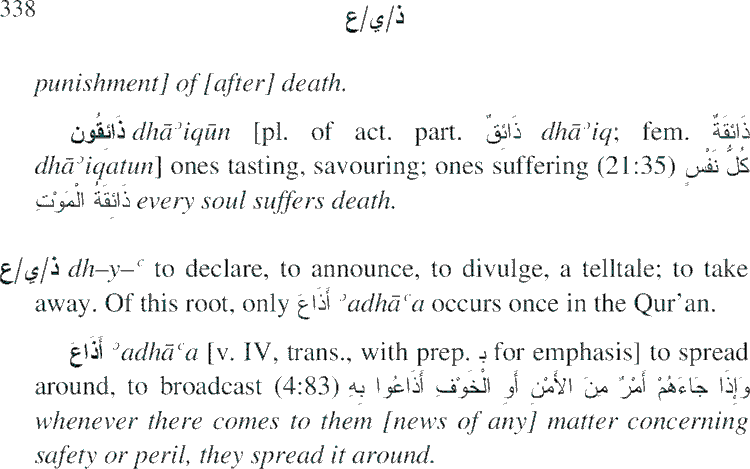 338
ذ/ي/ع
punishment] of [after] death.
ذَائِقُون dhāʾiqūn [pl. of act. part. ذَائِقٌ dhāʾiq; fem. ذَائِقَةٌ
dhāʾiqatun] ones tasting, savouring; ones suffering (21:35) كُلُّ نَفْسٍ
ذَائِقَةُ الْمَوْتِ every soul suffers death.
ذ/ي/ع dh–y–ʿ to declare, to announce, to divulge, a telltale; to take
away. Of this root, only أَذَاعَ ʾadhāʿa occurs once in the Qur'an.
أَذَاعَ ʾadhāʿa [v. IV, trans., with prep. بـ for emphasis] to spread
around, to broadcast (4:83) وَإِذَا جَاءَهُمْ أَمْرٌ مِنَ الأَمْنِ أَوِ الْخَوْفِ أَذَاعُوا بِهِ
whenever there comes to them [news of any] matter concerning
safety or peril, they spread it around.